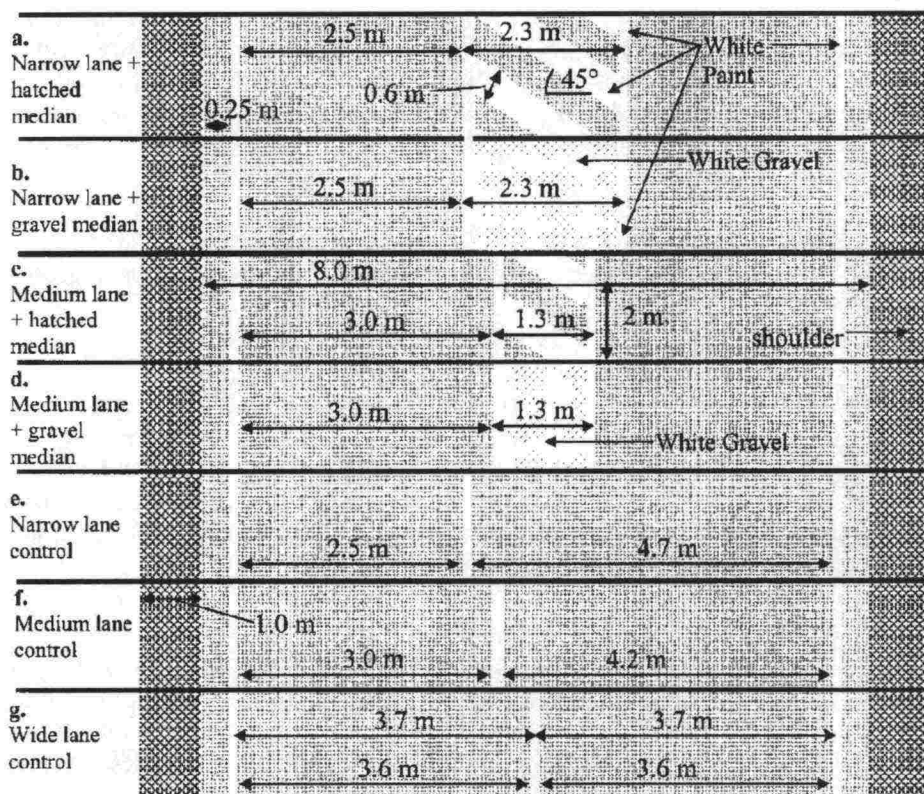 a.
Narrow lane +
hatched
median
2.5 m
2.3 m
White
Paint
45°
0.6 m
0.25 m
b.
Narrow lane +
gravel median
White Gravel
2.5 m
2.3 m
c.
Medium lane
+ hatched
median
8.0 m
3.0 m
1.3 m
2 m
shoulder
d.
Medium lane
+ gravel
median
3.0 m
1.3 m
White Gravel
e.
Narrow lane
control
2.5 m
4.7 m
f.
Medium lane
control
1.0 m
3.0 m
4.2 m
g.
Wide lane
control
3.7 m
3.7 m
3.6 m
3.6 m